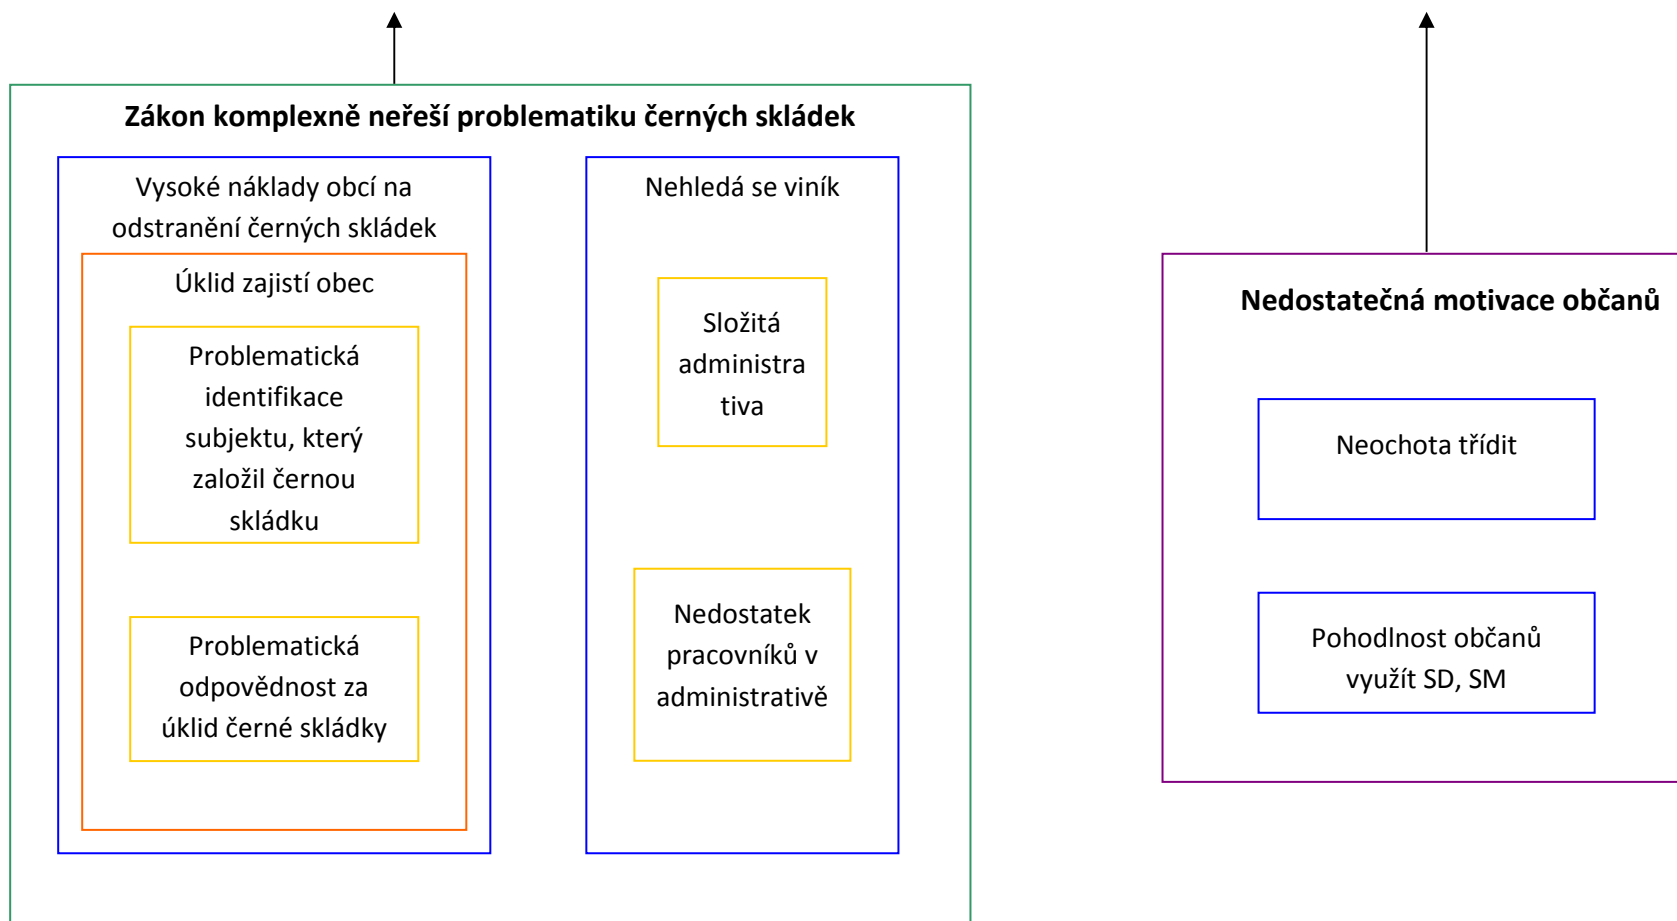 Zákon komplexně neřeší problematiku černých skládek
Vysoké náklady obcí na
odstranění černých skládek
Úklid zajistí obec
Problematická
identifikace
subjektu, který
založil černou
skládku
Problematická
odpovědnost za
úklid černé skládky
Nehledá se viník
Složitá
administra
tiva
Nedostatek
pracovníků v
administrativě
Nedostatečná motivace občanů
Neochota třídit
Pohodlnost občanů
využít SD, SM